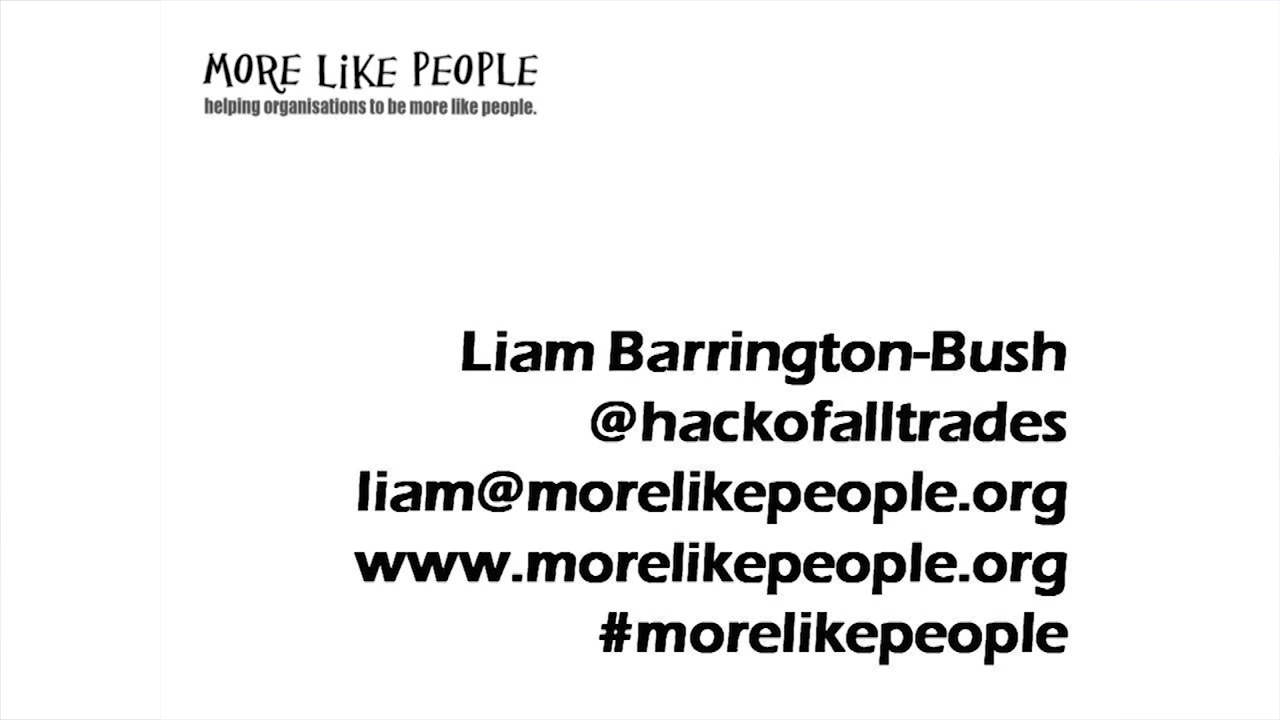 MORE LiKE PEOPLE
helping organisations to be more like people.
Liam Barrington-Bush
@hackofalltrades
liam@morelikepeople.org
www.morelikepeople.org
#morelikepeople